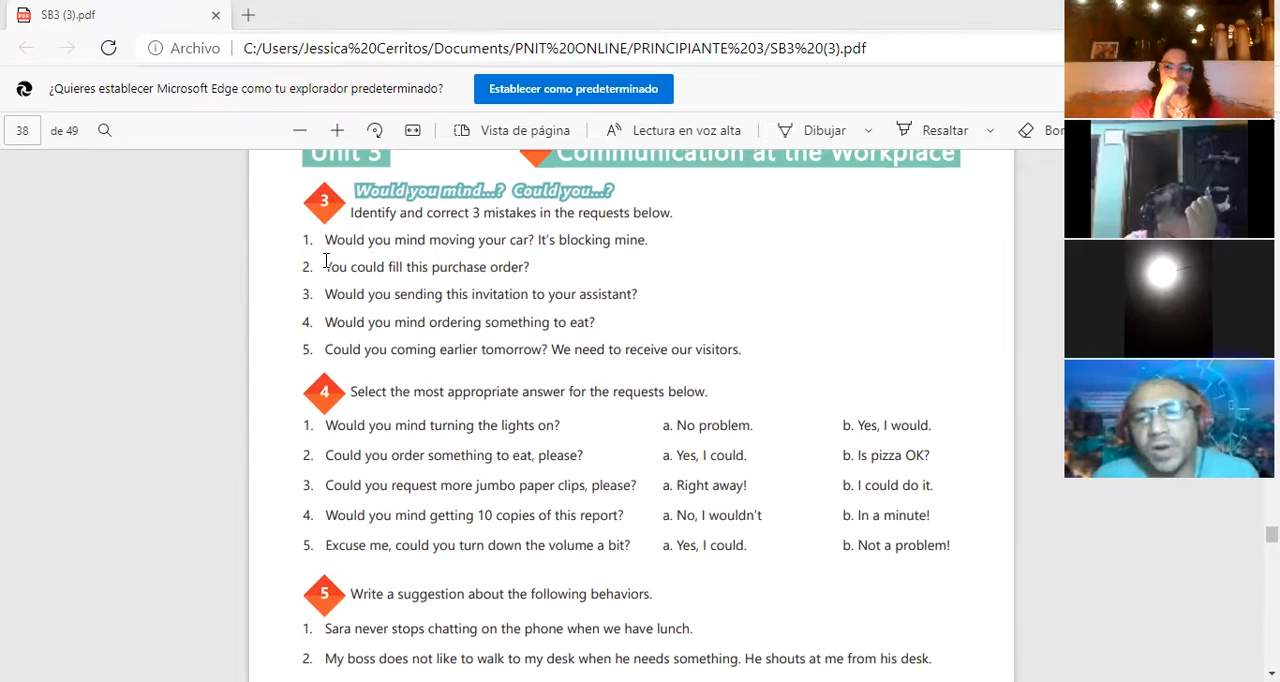 SB3 (3).pdf
Archivo
C:/Users/Jessica%20Cerritos/Documents/PNIT%20ONLINE/PRINCIPIANTE%203/SB3%20(3).pdf
¿Quieres establecer Microsoft Edge como tu explorador predeterminado?
Establecer como predeterminado
38 de 49
Vista de página
Lectura en voz alta
Dibujar
Resaltar
Bor
Unit 3 Communication at the Workplace
3 Would you mind...? Could you...?
Identify and correct 3 mistakes in the requests below.
1. Would you mind moving your car? It's blocking mine.
2. You could fill this purchase order?
3. Would you sending this invitation to your assistant?
4. Would you mind ordering something to eat?
5. Could you coming earlier tomorrow? We need to receive our visitors.
4 Select the most appropriate answer for the requests below.
1. Would you mind turning the lights on? a. No problem. b. Yes, I would.
2. Could you order something to eat, please? a. Yes, I could. b. Is pizza OK?
3. Could you request more jumbo paper clips, please? a. Right away! b. I could do it.
4. Would you mind getting 10 copies of this report? a. No, I wouldn't b. In a minute!
5. Excuse me, could you turn down the volume a bit? a. Yes, I could. b. Not a problem!
5 Write a suggestion about the following behaviors.
1. Sara never stops chatting on the phone when we have lunch.
2. My boss does not like to walk to my desk when he needs something. He shouts at me from his desk.